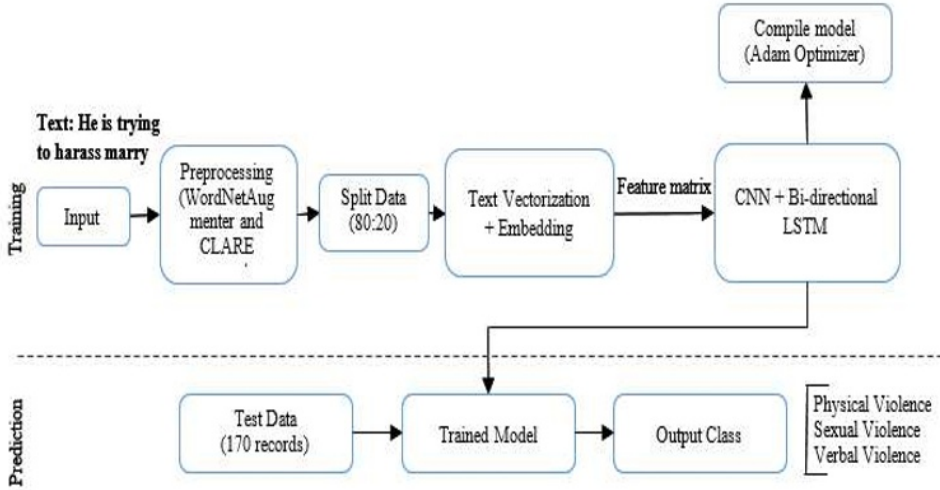 Compile model
(Adam Optimizer)
Text: He is trying
to harass marry
Training
Input
Preprocessing
(WordNetAug
menter and
CLARE
.
Split Data
(80:20)
Text Vectorization
+ Embedding
Feature matrix
CNN + Bi-directional
LSTM
Prediction
Test Data
(170 records)
Trained Model
Output Class
Physical Violence
Sexual Violence
Verbal Violence